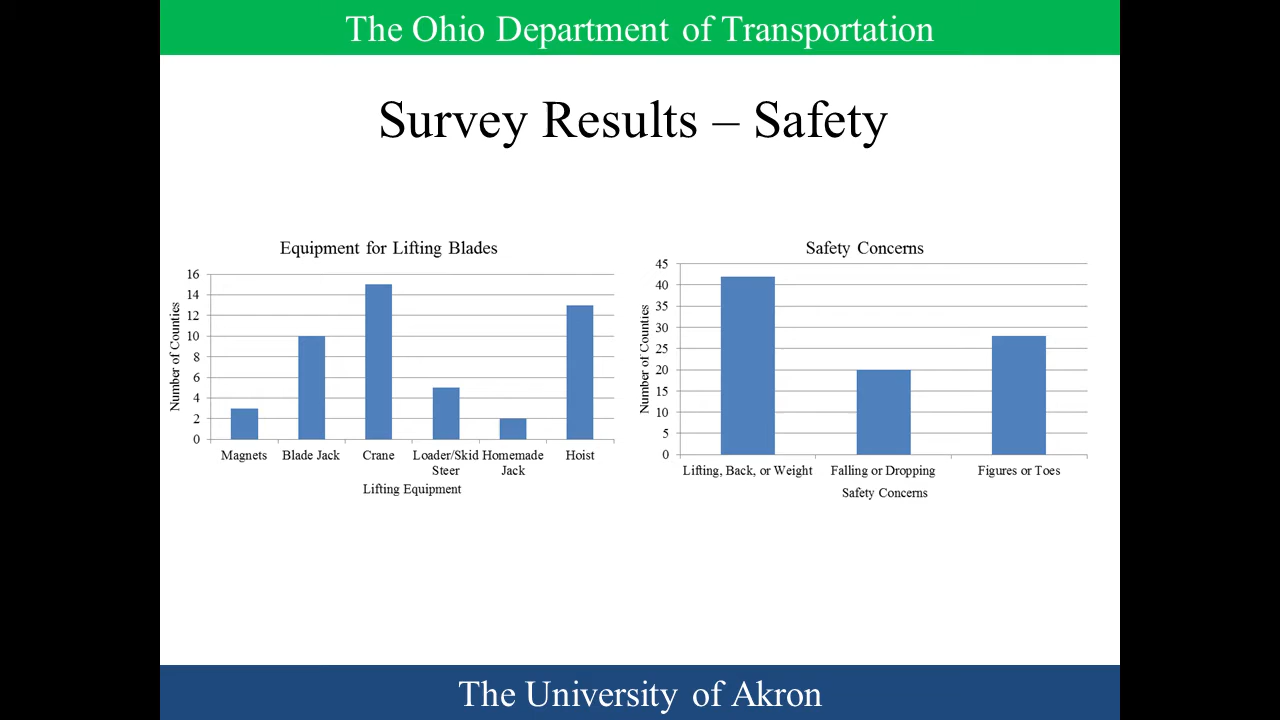 The Ohio Department of Transportation
Survey Results – Safety
Equipment for Lifting Blades
16
14
12
10
8
6
4
2
0
Number of Counties
Magnets
Blade Jack
Crane
Loader/Skid
Steer
Homemade
Jack
Hoist
Lifting Equipment
Safety Concerns
45
40
35
30
25
20
15
10
5
0
Number of Counties
Lifting, Back, or Weight
Falling or Dropping
Figures or Toes
Safety Concerns
The University of Akron